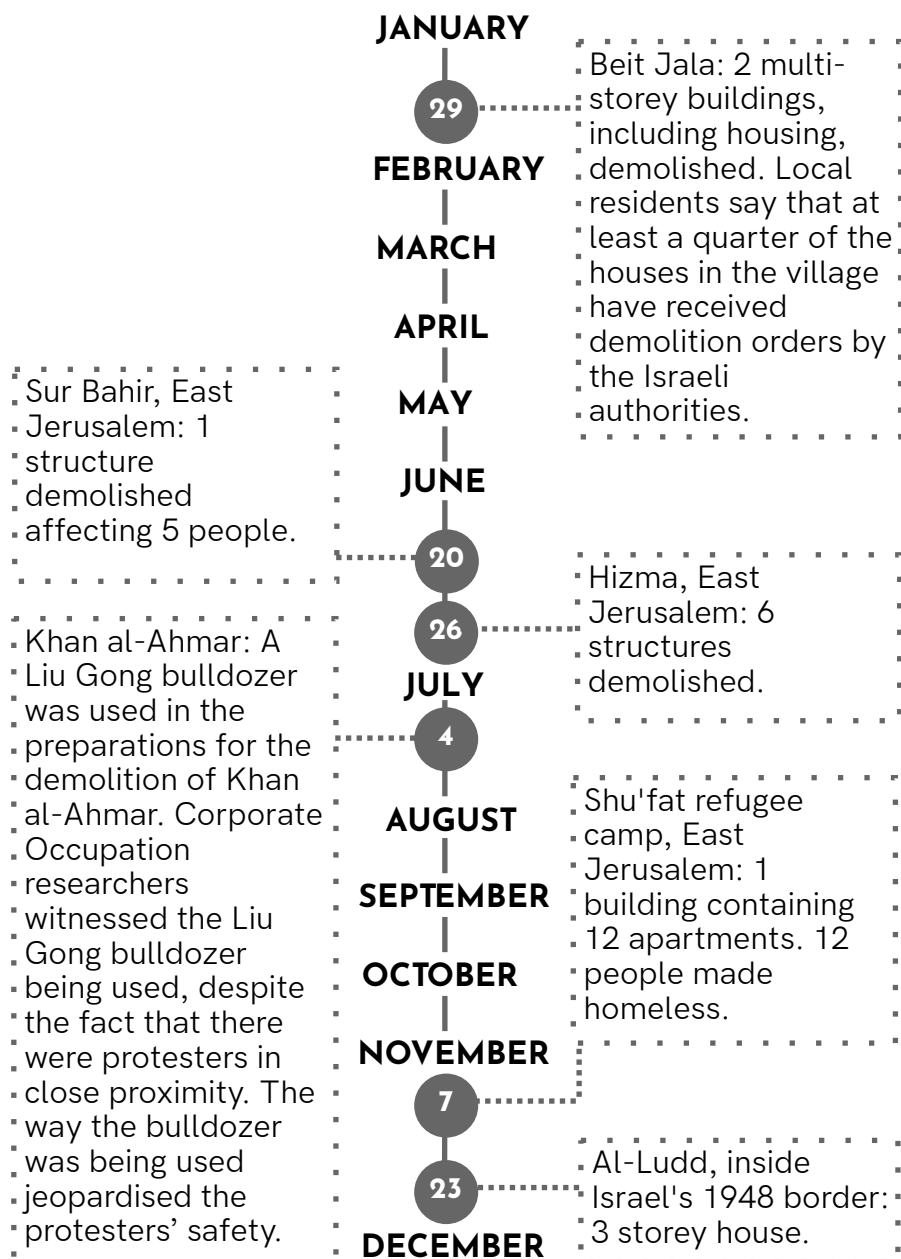 JANUARY
29
Beit Jala: 2 multi-
storey buildings,
including housing,
demolished. Local
residents say that at
least a quarter of the
houses in the village
have received
demolition orders by
the Israeli
authorities.
FEBRUARY
MARCH
APRIL
MAY
JUNE
Sur Bahir, East
Jerusalem: 1
structure
demolished
affecting 5 people.
20
26
Hizma, East
Jerusalem: 6
structures
demolished.
JULY
4
Khan al-Ahmar: A
Liu Gong bulldozer
was used in the
preparations for the
demolition of Khan
al-Ahmar. Corporate
Occupation
researchers
witnessed the Liu
Gong bulldozer
being used, despite
the fact that there
were protesters in
close proximity. The
way the bulldozer
was being used
jeopardised the
protesters’ safety.
AUGUST
SEPTEMBER
OCTOBER
NOVEMBER
7
Shu'fat refugee
camp, East
Jerusalem: 1
building containing
12 apartments. 12
people made
homeless.
23
Al-Ludd, inside
Israel's 1948 border:
3 storey house.
DECEMBER